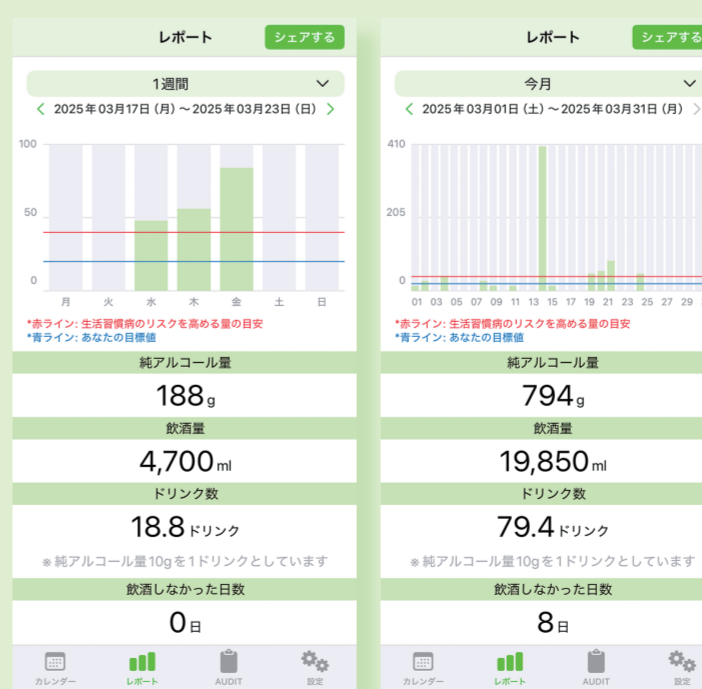 レポート
シェアする
1週間
2025年03月17日（月）～2025年03月23日（日）
100
50
0
月 火 水 木 金 土 日
*赤ライン: 生活習慣病のリスクを高める量の目安
*青ライン: あなたの目標値
純アルコール量
188g
飲酒量
4,700ml
ドリンク数
18.8ドリンク
※純アルコール量10gを1ドリンクとしています
飲酒しなかった日数
0日
カレンダー レポート AUDIT 設定
レポート
シェアする
今月
2025年03月01日（土）～2025年03月31日（月）
410
205
0
01 03 05 07 09 11 13 15 17 19 21 23 25 27 29
*赤ライン: 生活習慣病のリスクを高める量の目安
*青ライン: あなたの目標値
純アルコール量
794g
飲酒量
19,850ml
ドリンク数
79.4ドリンク
※純アルコール量10gを1ドリンクとしています
飲酒しなかった日数
8日
カレンダー レポート AUDIT 設定